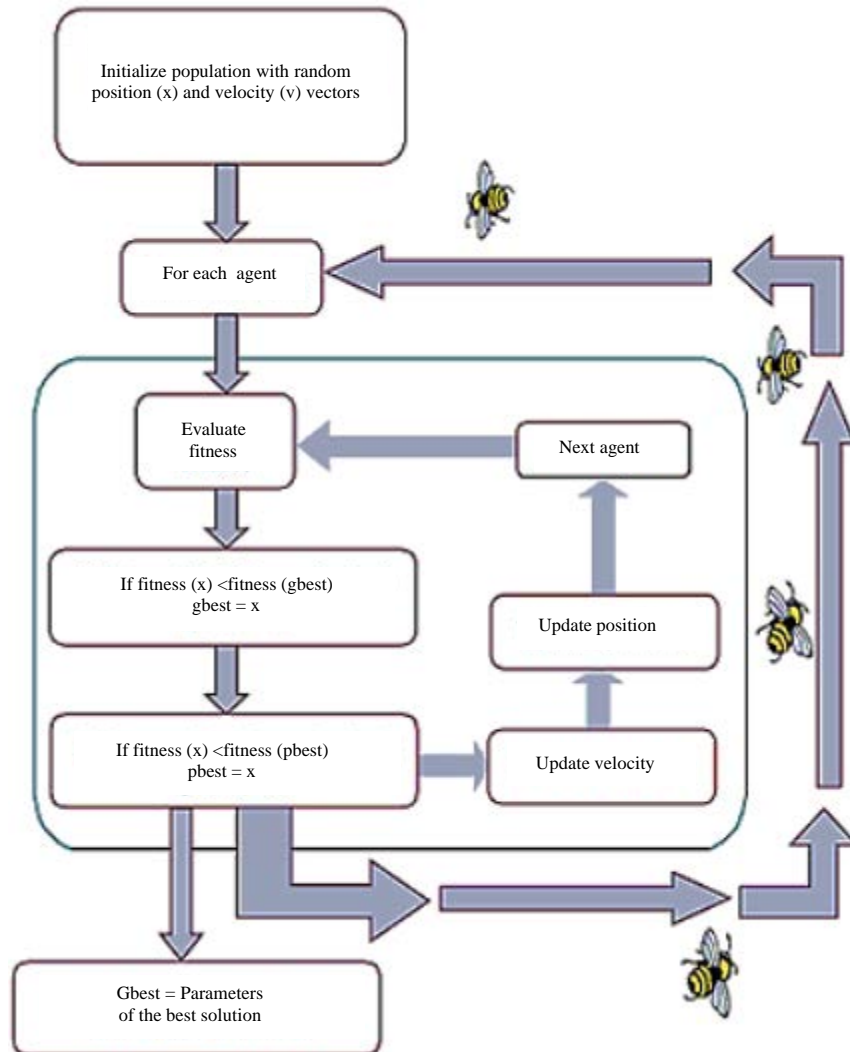 Initialize population with random
position (x) and velocity (v) vectors
For each agent
Evaluate
fitness
Next agent
If fitness (x) <fitness (gbest)
gbest = x
Update position
If fitness (x) <fitness (pbest)
pbest = x
Update velocity
Gbest = Parameters
of the best solution